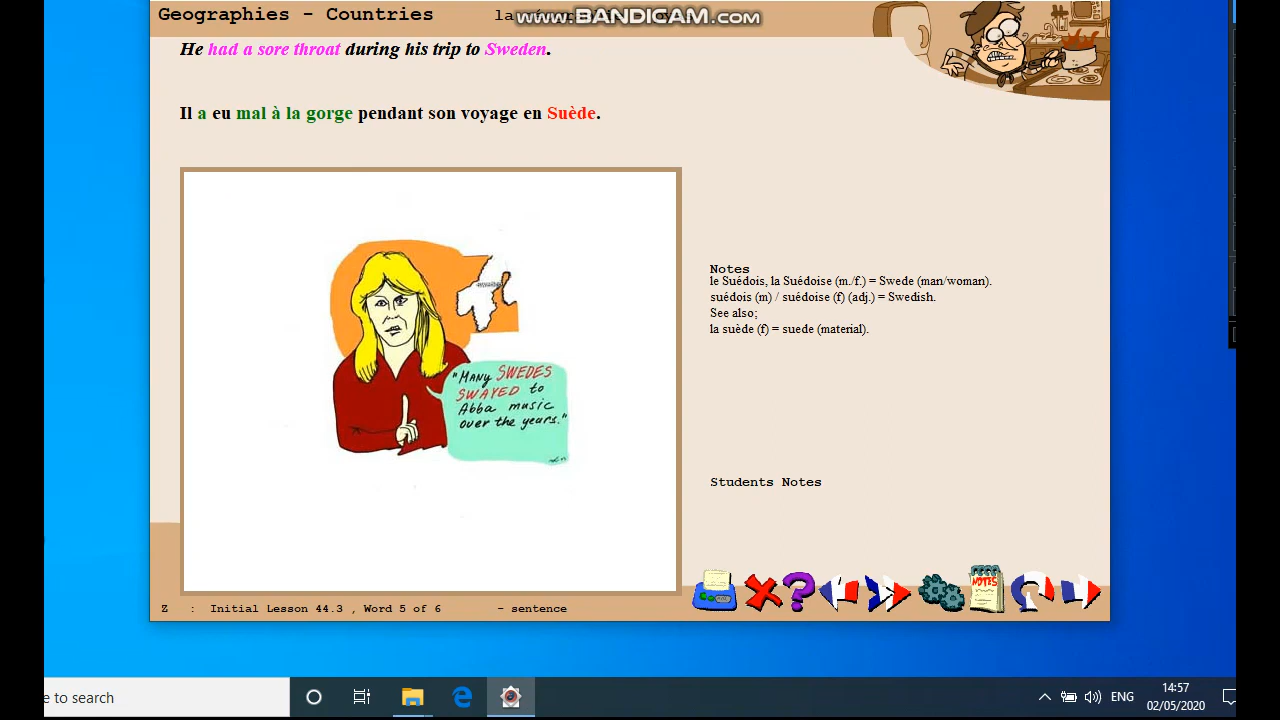 Geographies - Countries
www.BANDICAM.com
He had a sore throat during his trip to Sweden.
Il a eu mal à la gorge pendant son voyage en Suède.
Sweden
"Many SWEDES
SWAYED to
Abba music
over the years."
Notes
le Suédois, la Suédoise (m./f.) = Swede (man/woman).
suédois (m) / suédoise (f) (adj.) = Swedish.
See also;
la suède (f) = suede (material).
Students Notes
NOTES
Z : Initial Lesson 44.3 , Word 5 of 6 - sentence
e to search
ENG
14:57
02/05/2020